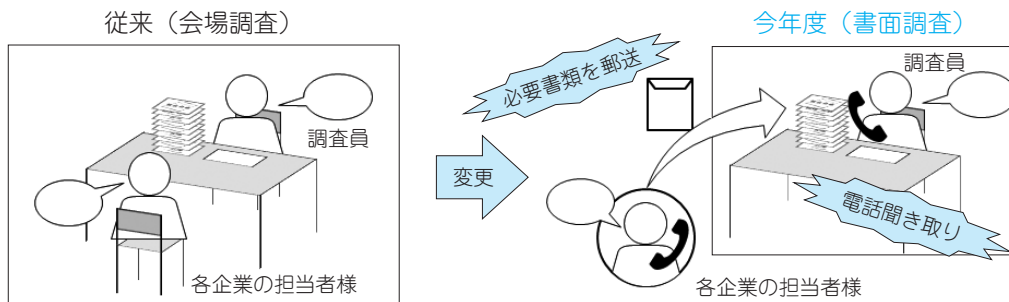 従来（会場調査）
調査員
各企業の担当者様
変更
今年度（書面調査）
必要書類を郵送
調査員
電話聞き取り
各企業の担当者様